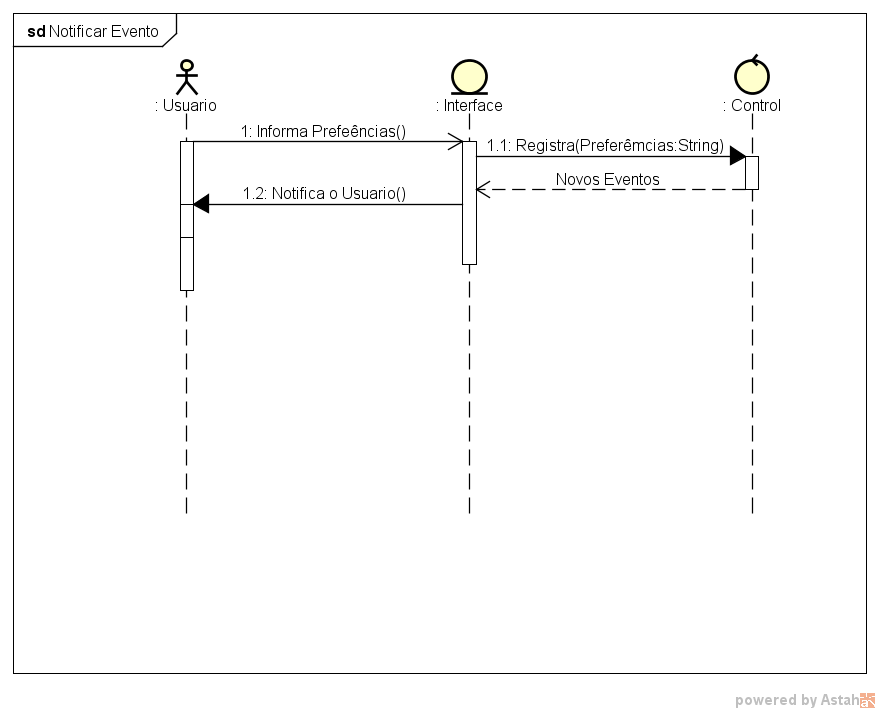 sd Notificar Evento
: Usuario
: Interface
: Control
1: Informa Prefeências()
1.1: Registra(Preferêmcias:String)
Novos Eventos
1.2: Notifica o Usuario()
powered by Astah